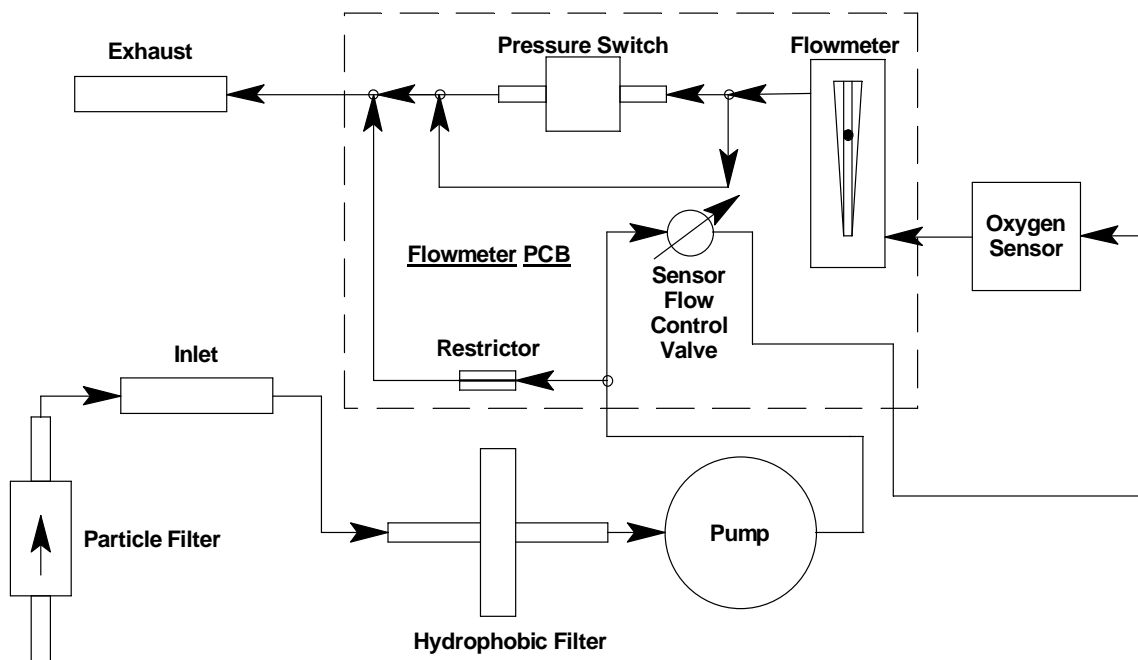 Pressure Switch
Flowmeter
Exhaust
Oxygen
Sensor
Flowmeter PCB
Sensor
Flow
Control
Valve
Restrictor
Inlet
Particle Filter
Pump
Hydrophobic Filter